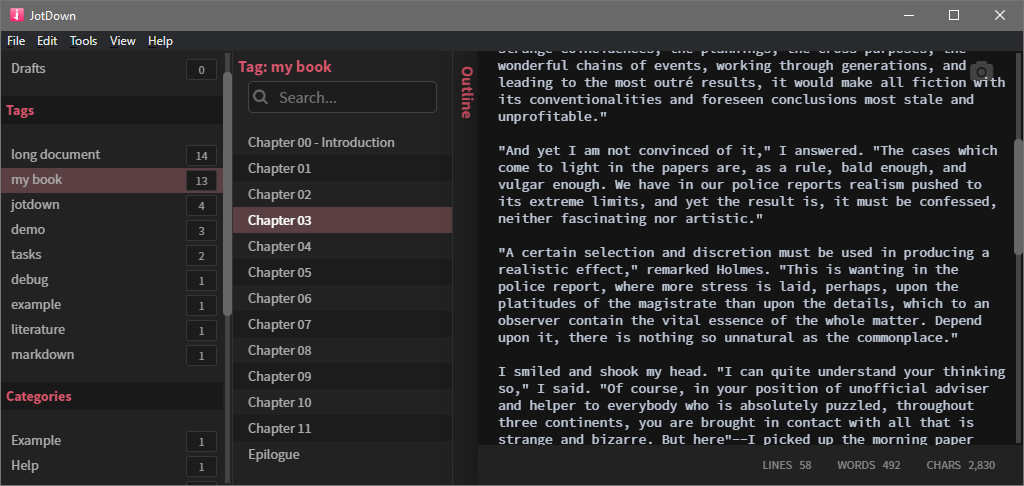 JotDown
File Edit Tools View Help
Drafts 0
Tags
long document 14
my book 13
jotdown 4
demo 3
tasks 2
debug 1
example 1
literature 1
markdown 1
Categories
Example 1
Help 1
Tag: my book
Search...
Chapter 00 - Introduction
Chapter 01
Chapter 02
Chapter 03
Chapter 04
Chapter 05
Chapter 06
Chapter 07
Chapter 08
Chapter 09
Chapter 10
Chapter 11
Epilogue
Outline
strange coincidences, the plannings, the cross-purposes, the
wonderful chains of events, working through generations, and
leading to the most outré results, it would make all fiction with
its conventionalities and foreseen conclusions most stale and
unprofitable."
"And yet I am not convinced of it," I answered. "The cases which
come to light in the papers are, as a rule, bald enough, and
vulgar enough. We have in our police reports realism pushed to
its extreme limits, and yet the result is, it must be confessed,
neither fascinating nor artistic."
"A certain selection and discretion must be used in producing a
realistic effect," remarked Holmes. "This is wanting in the
police report, where more stress is laid, perhaps, upon the
platitudes of the magistrate than upon the details, which to an
observer contain the vital essence of the whole matter. Depend
upon it, there is nothing so unnatural as the commonplace."
I smiled and shook my head. "I can quite understand your thinking
so," I said. "Of course, in your position of unofficial adviser
and helper to everybody who is absolutely puzzled, throughout
three continents, you are brought in contact with all that is
strange and bizarre. But here"--I picked up the morning paper
LINES 58 WORDS 492 CHARS 2,830